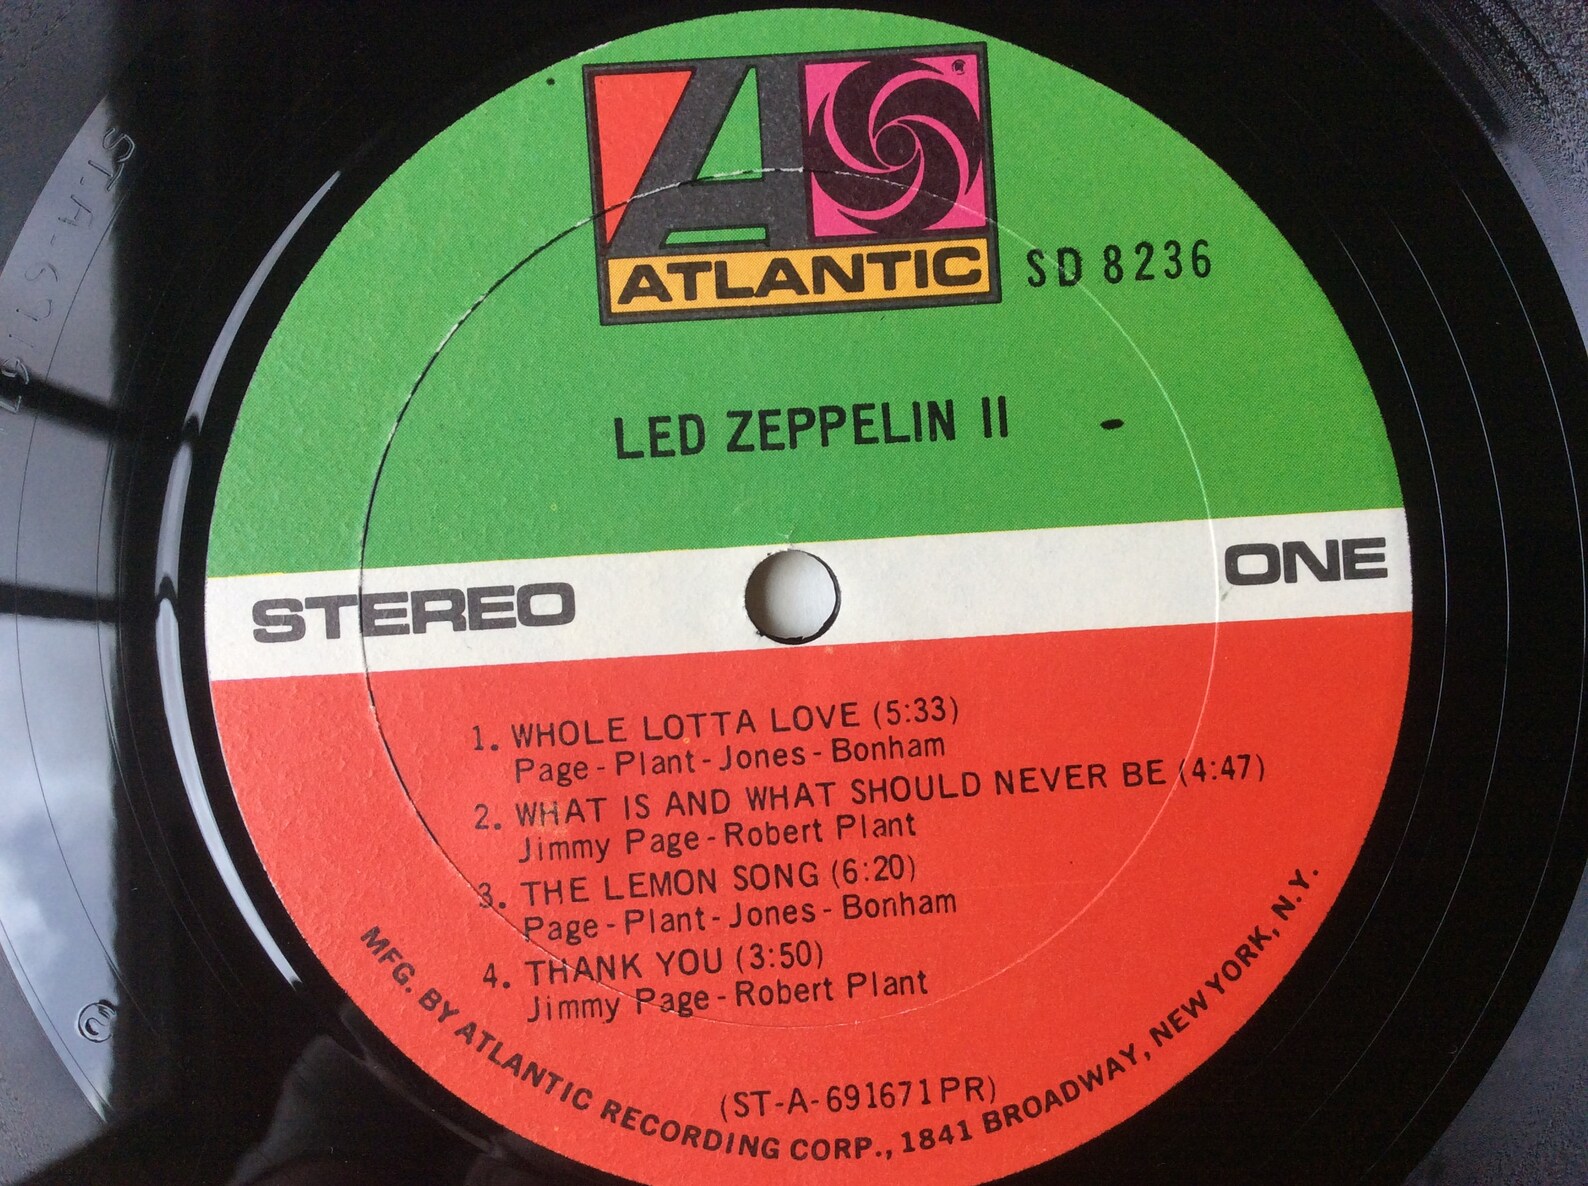 ATLANTIC
SD 8236
LED ZEPPELIN II
STEREO
ONE
1. WHOLE LOTTA LOVE (5:33)
Page - Plant - Jones - Bonham
2. WHAT IS AND WHAT SHOULD NEVER BE (4:47)
Jimmy Page - Robert Plant
3. THE LEMON SONG (6:20)
Page - Plant - Jones - Bonham
4. THANK YOU (3:50)
Jimmy Page - Robert Plant
(ST-A-691671PR)
MFG. BY ATLANTIC RECORDING CORP., 1841 BROADWAY, NEW YORK, N.Y.